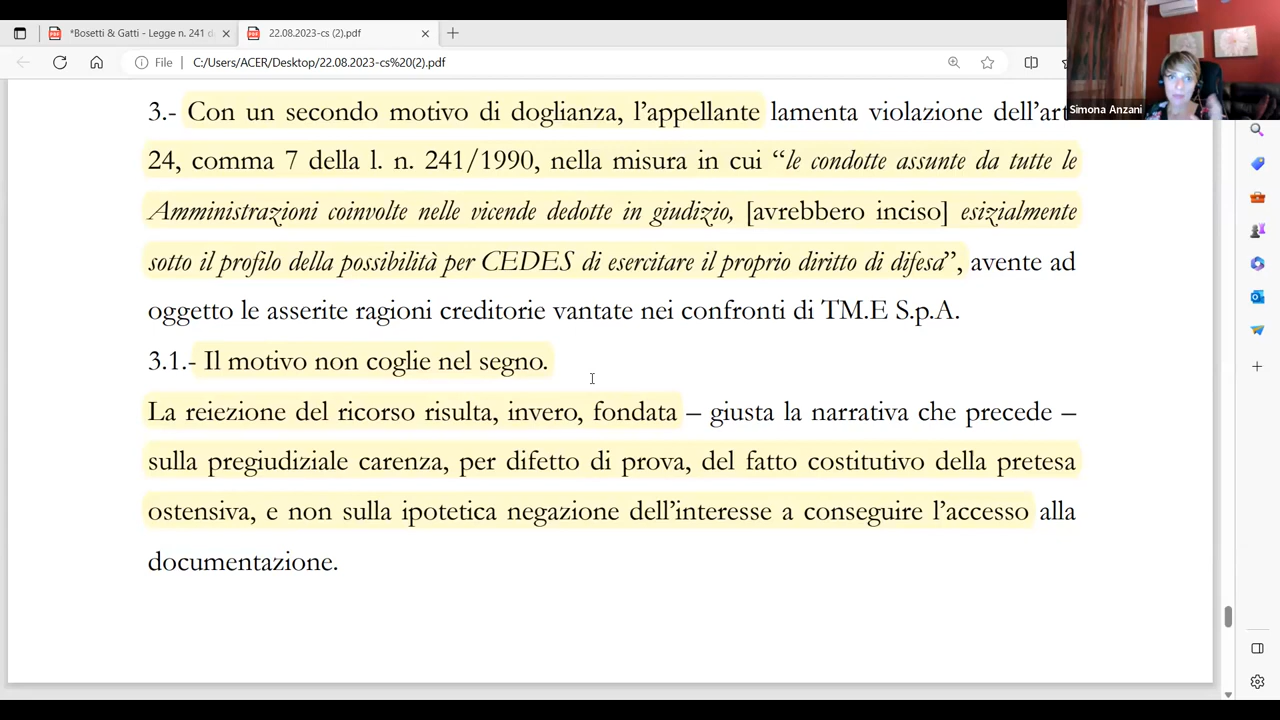 *Bosetti & Gatti - Legge n. 241 d
22.08.2023-cs (2).pdf
File
C:/Users/ACER/Desktop/22.08.2023-cs%20(2).pdf
Simona Anzani
3.- Con un secondo motivo di doglianza, l’appellante lamenta violazione dell’art
24, comma 7 della l. n. 241/1990, nella misura in cui “le condotte assunte da tutte le
Amministrazioni coinvolte nelle vicende dedotte in giudizio, [avrebbero inciso] esizialmente
sotto il profilo della possibilità per CEDES di esercitare il proprio diritto di difesa”, avente ad
oggetto le asserite ragioni creditorie vantate nei confronti di TM.E S.p.A.
3.1.- Il motivo non coglie nel segno.
La reiezione del ricorso risulta, invero, fondata – giusta la narrativa che precede –
sulla pregiudiziale carenza, per difetto di prova, del fatto costitutivo della pretesa
ostensiva, e non sulla ipotetica negazione dell’interesse a conseguire l’accesso alla
documentazione.